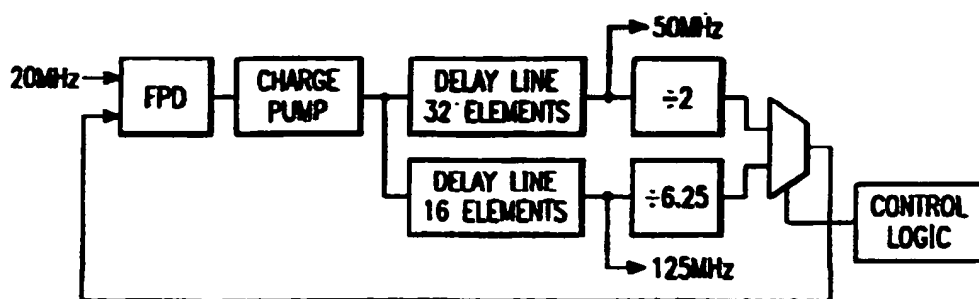 50MHz
20MHz
FPD
CHARGE
PUMP
DELAY LINE
32 ELEMENTS
÷2
DELAY LINE
16 ELEMENTS
÷6.25
CONTROL
LOGIC
125MHz